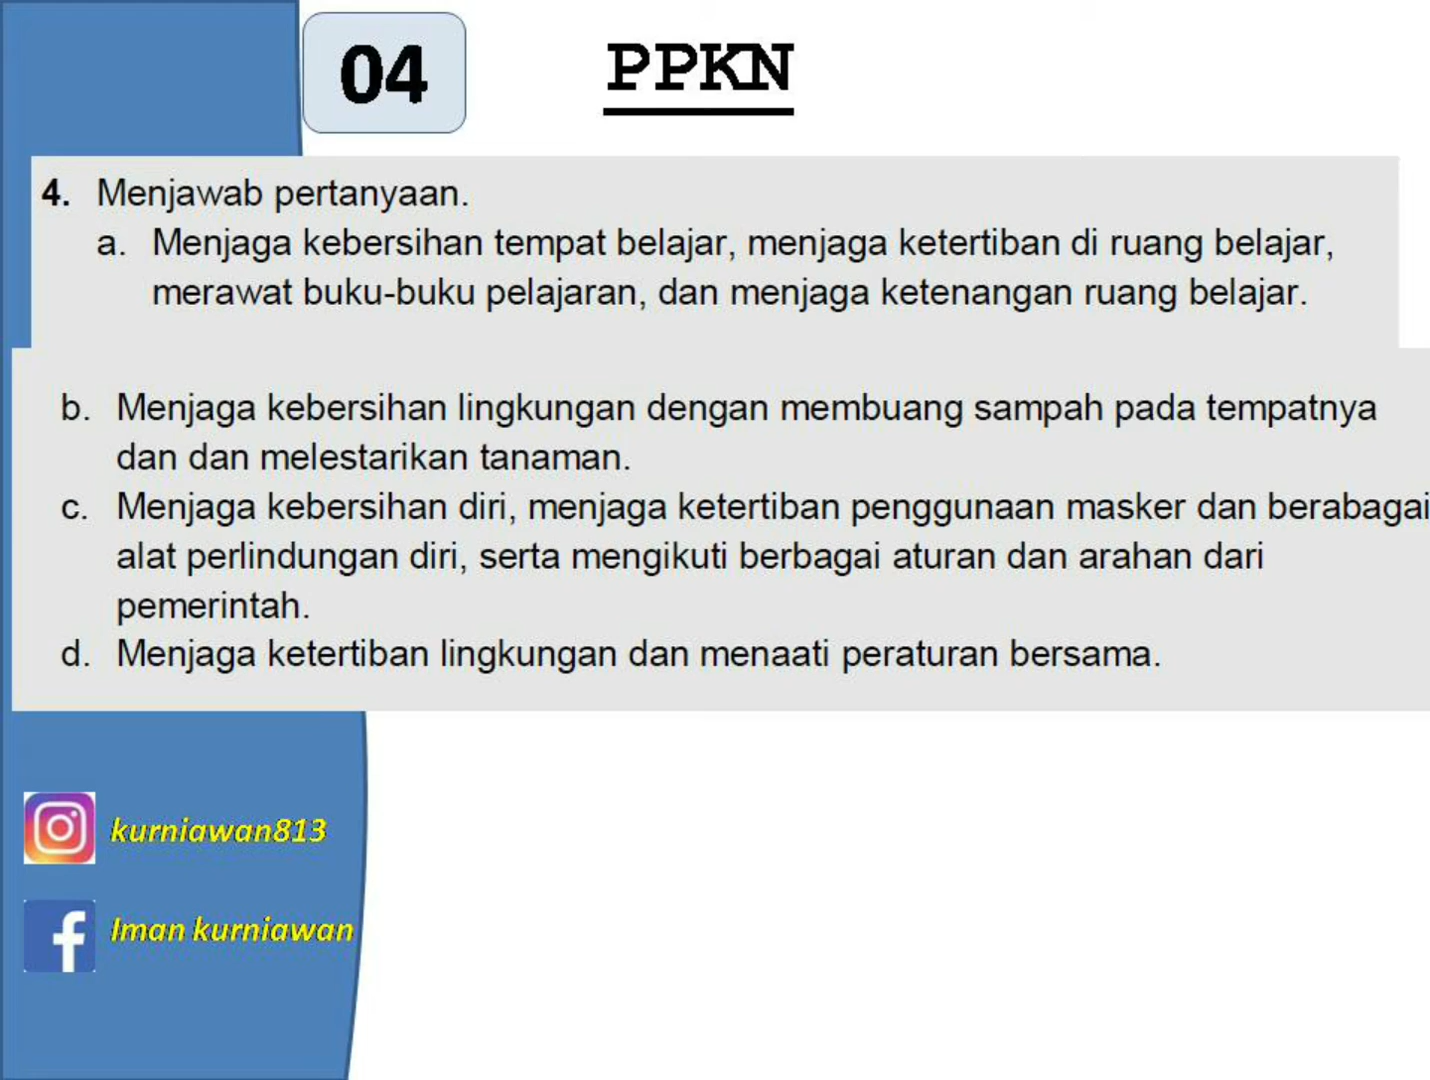 04
PPKN
4. Menjawab pertanyaan.
a. Menjaga kebersihan tempat belajar, menjaga ketertiban di ruang belajar,
merawat buku-buku pelajaran, dan menjaga ketenangan ruang belajar.
b. Menjaga kebersihan lingkungan dengan membuang sampah pada tempatnya
dan dan melestarikan tanaman.
c. Menjaga kebersihan diri, menjaga ketertiban penggunaan masker dan berabagai
alat perlindungan diri, serta mengikuti berbagai aturan dan arahan dari
pemerintah.
d. Menjaga ketertiban lingkungan dan menaati peraturan bersama.
kurniawan813
Iman kurniawan